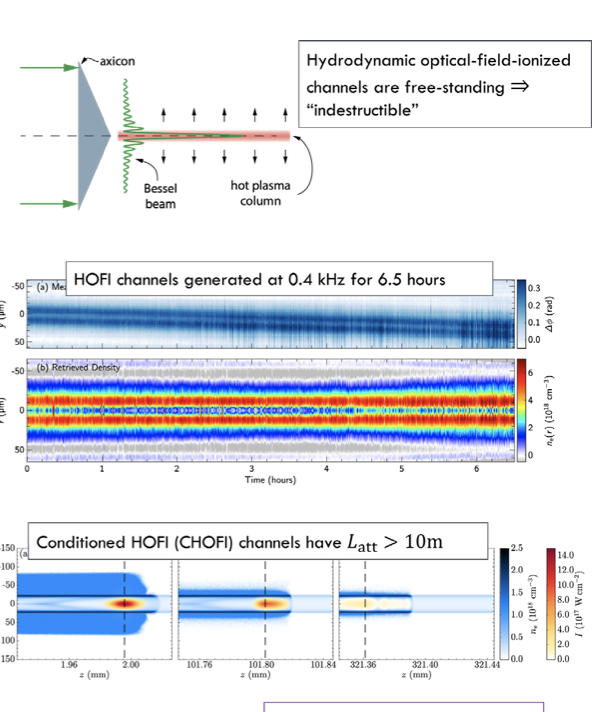 axicon
Hydrodynamic optical-field-ionized
channels are free-standing ⇒
“indestructible”
Bessel
beam
hot plasma
column
HOFI channels generated at 0.4 kHz for 6.5 hours
(a) Mea
-50
0
50
y (μm)
0.3
0.2
0.1
0.0
Δϕ (rad)
(b) Retrieved Density
-50
0
50
(μm)
6
4
2
0
nₑ(r) (10¹⁸ cm⁻³)
0 1 2 3 4 5 6
Time (hours)
Conditioned HOFI (CHOFI) channels have L_att > 10m
(a
150
100
50
0
50
100
150
1.96 2.00
z (mm)
101.76 101.80 101.84
z (mm)
321.36 321.40 321.44
z (mm)
2.5
2.0
1.5
1.0
0.5
0.0
nₑ (10¹⁸ cm⁻³)
14.0
12.0
10.0
8.0
6.0
4.0
2.0
0.0
I (10¹⁷ W cm⁻²)